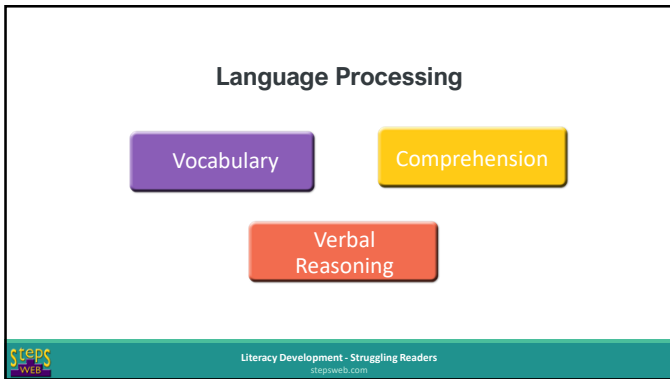 Language Processing
Vocabulary
Comprehension
Verbal
Reasoning
STEPS
WEB
Literacy Development - Struggling Readers
stepsweb.com